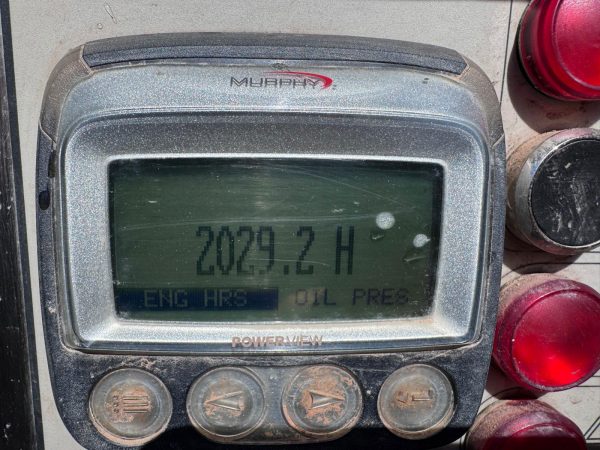 MURPHY
2029.2 H
ENG HRS OIL PRES
POWERVIEW